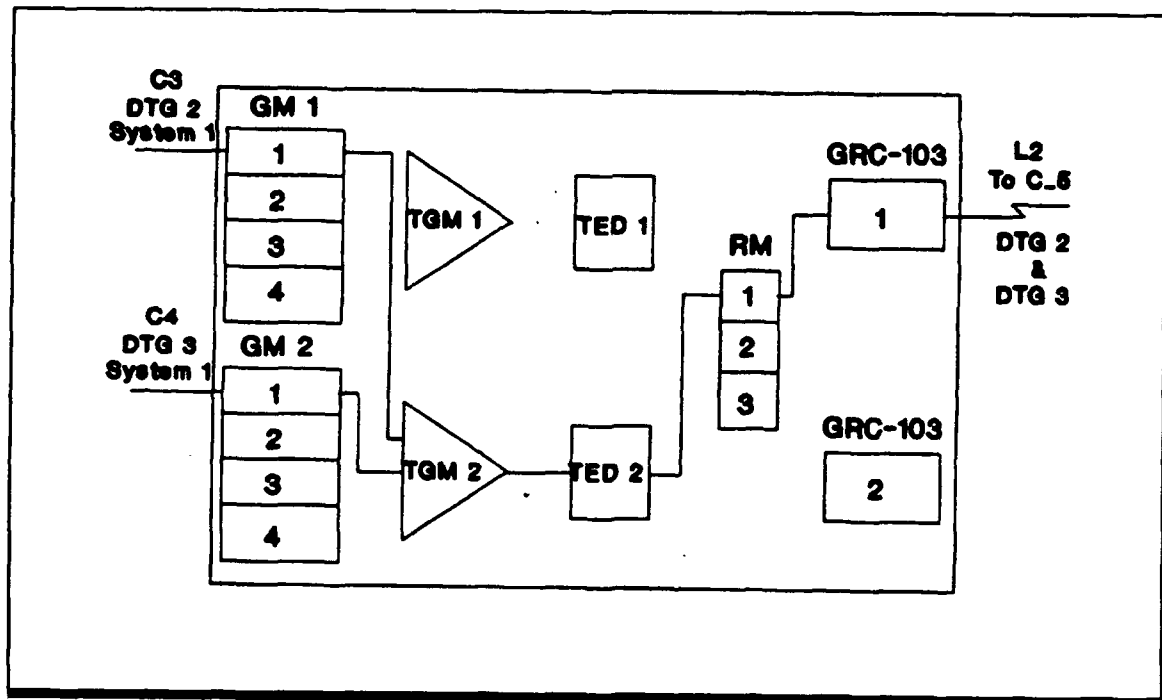 C3
DTG 2
System 1
GM 1
1
2
3
4
C4
DTG 3
System 1
GM 2
1
2
3
4
TGM 1
TED 1
TGM 2
TED 2
RM
1
2
3
GRC-103
1
GRC-103
2
L2
To C_5
DTG 2
&
DTG 3